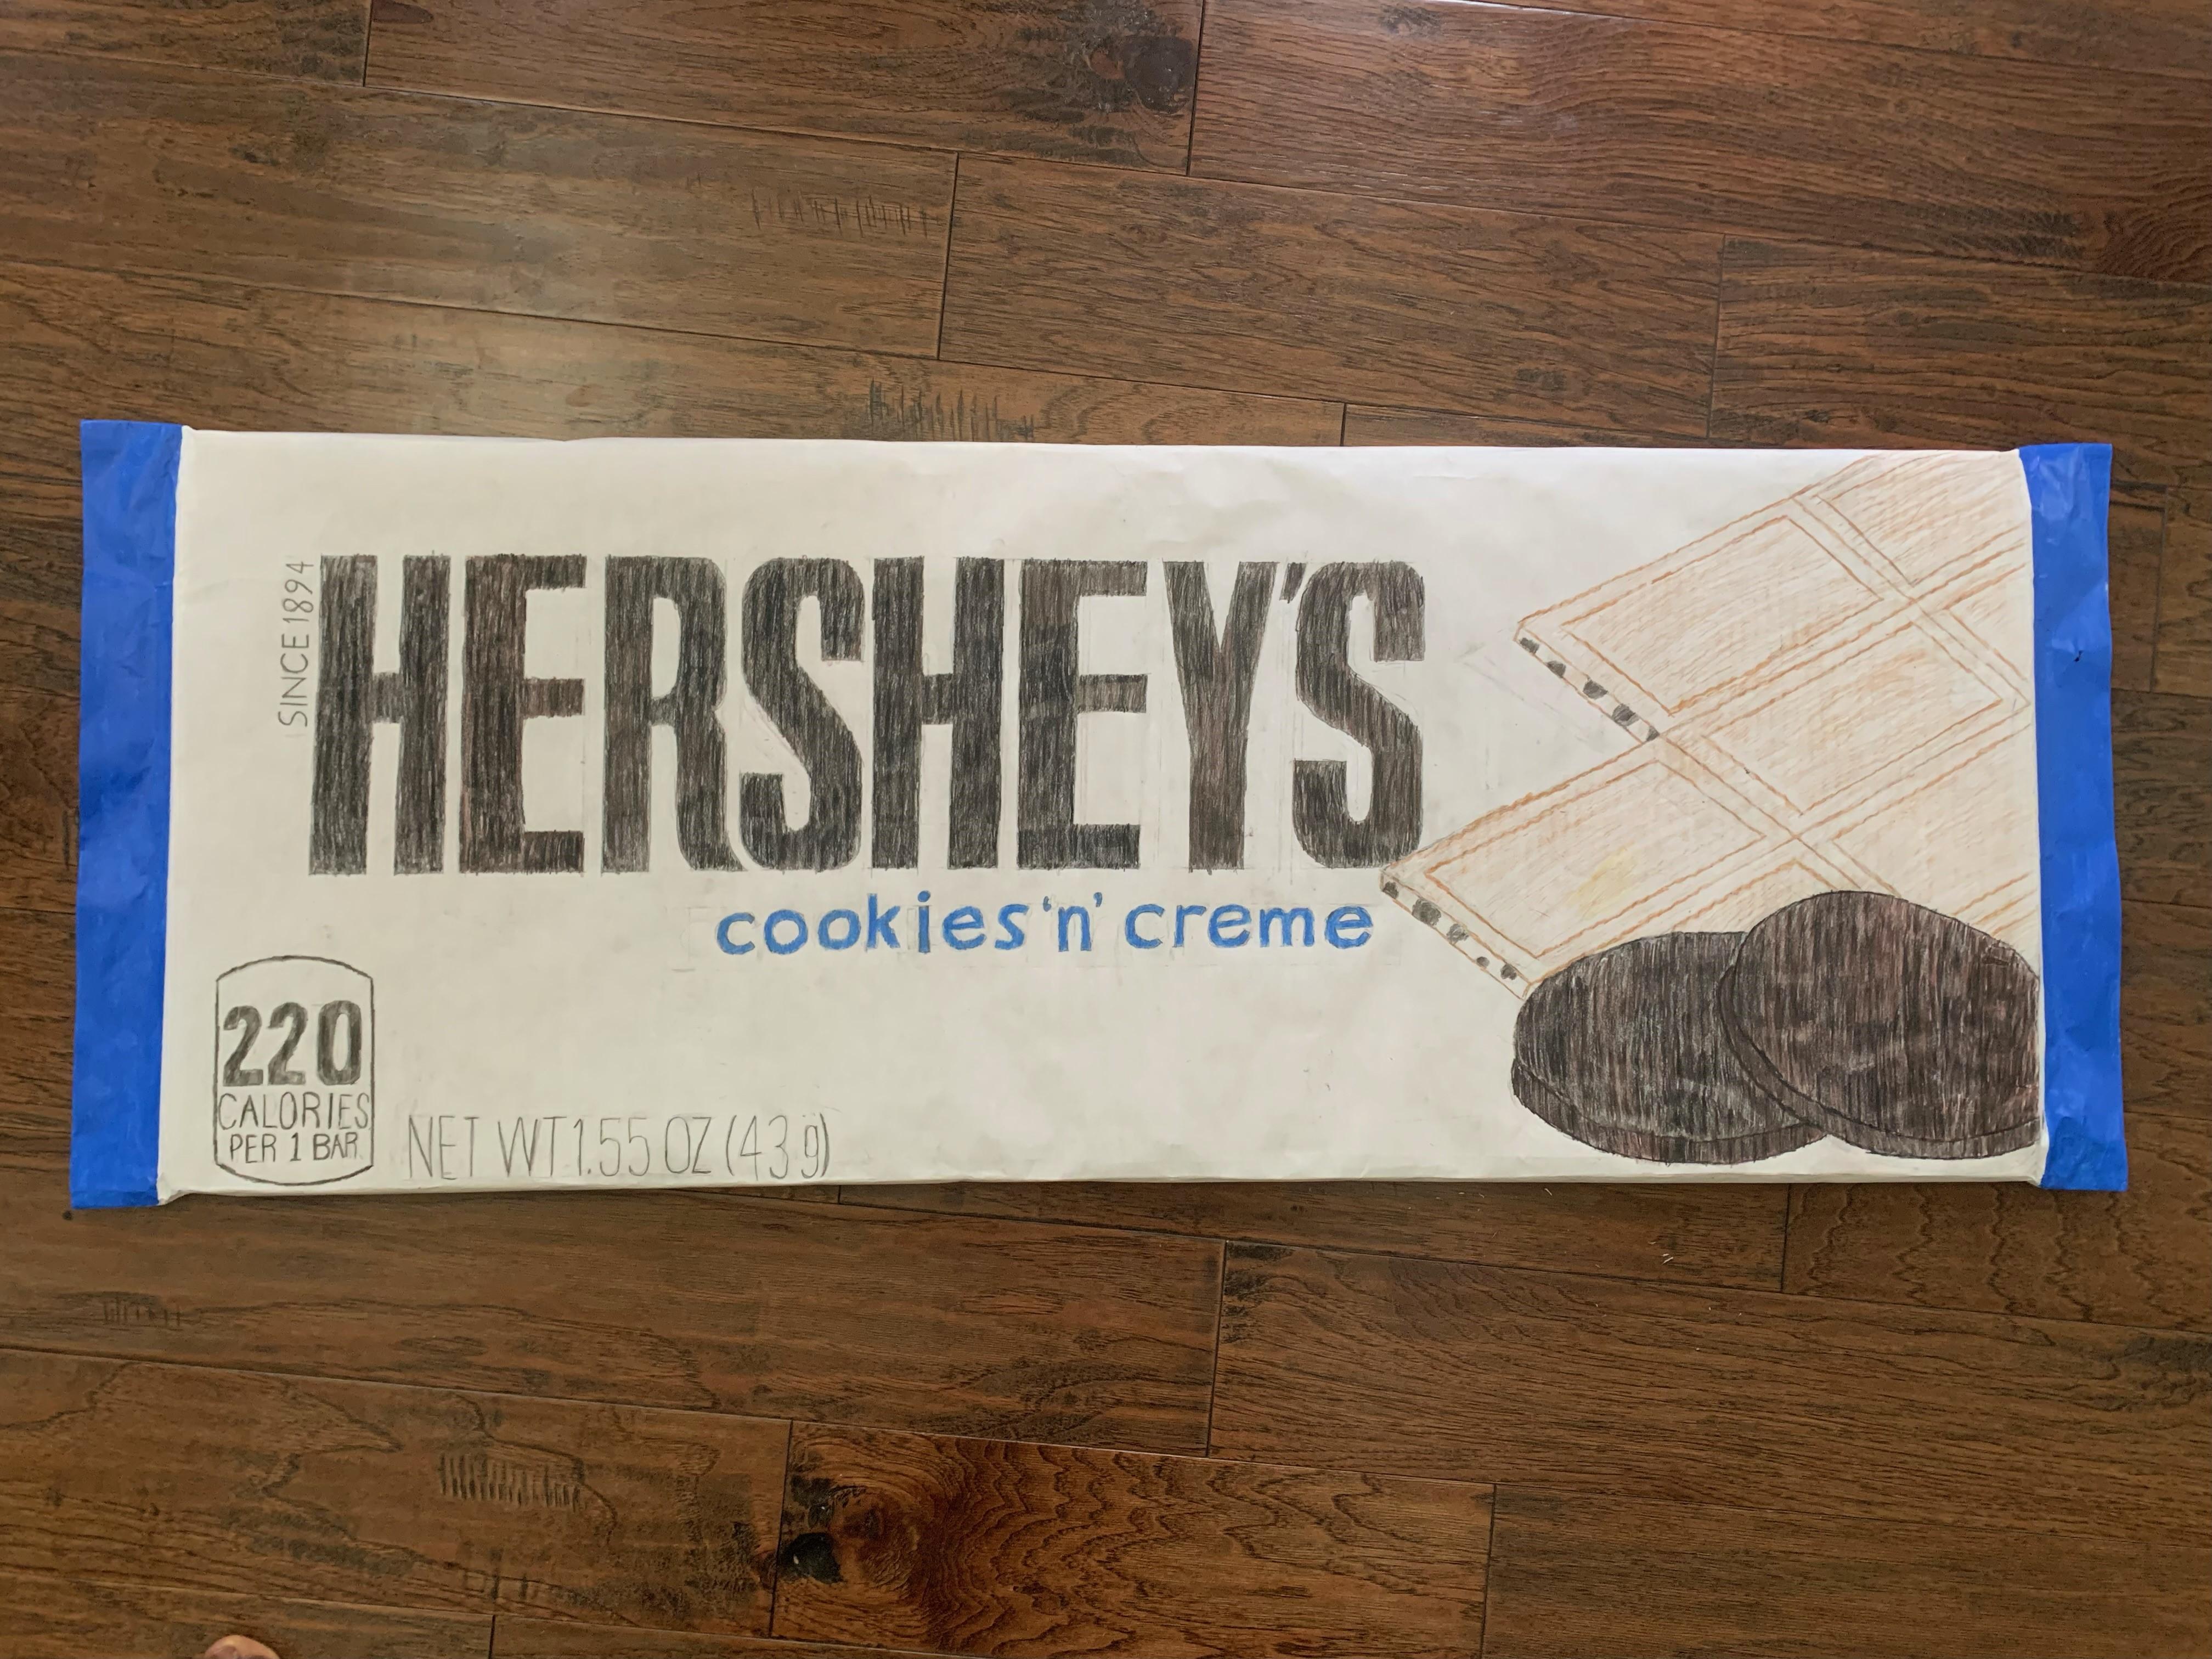 SINCE 1894
HERSHEY'S
cookies 'n' creme
220
CALORIES
PER 1 BAR
NET WT 1.55 OZ (43 g)